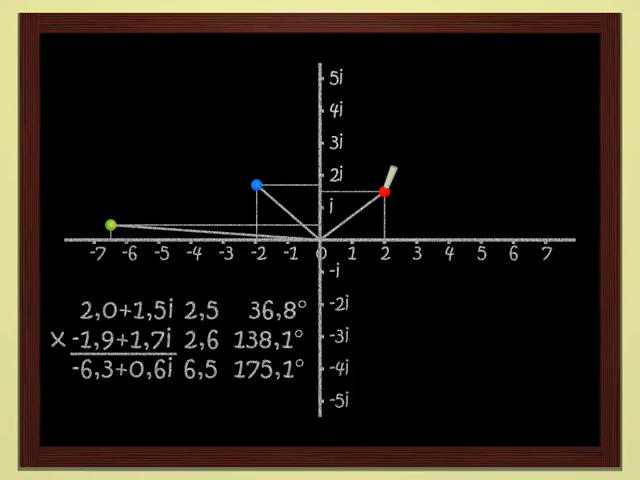 5i
4i
3i
2i
i
-7 -6 -5 -4 -3 -2 -1 0 1 2 3 4 5 6 7
-i
-2i
-3i
-4i
-5i
2,0+1,5i 2,5 36,8°
× -1,9+1,7i 2,6 138,1°
-6,3+0,6i 6,5 175,1°